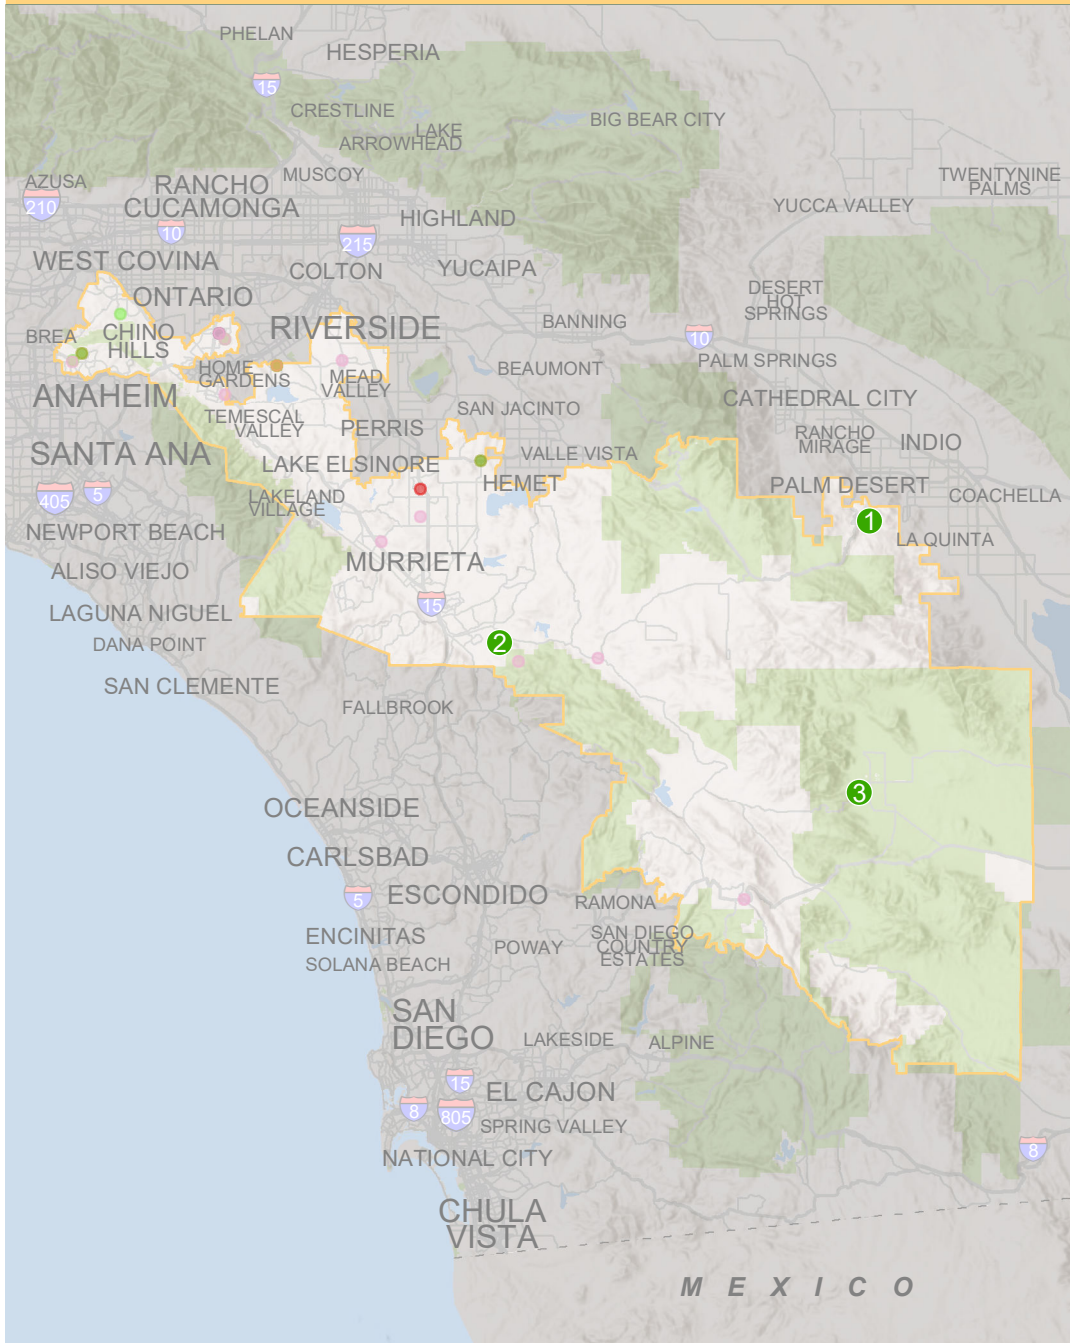 PHELAN
HESPERIA
15
CRESTLINE
LAKE
ARROWHEAD
BIG BEAR CITY
AZUSA
210
RANCHO
CUCAMONGA
MUSCOY
TWENTYNINE
PALMS
YUCCA VALLEY
10
215
HIGHLAND
WEST COVINA
COLTON
YUCAIPA
ONTARIO
DESERT
HOT
SPRINGS
BREA
CHINO
HILLS
RIVERSIDE
BANNING
10
HOME
GARDENS
MEAD
VALLEY
BEAUMONT
PALM SPRINGS
ANAHEIM
TEMESCAL
VALLEY
PERRIS
SAN JACINTO
CATHEDRAL CITY
SANTA ANA
LAKE ELSINORE
VALLE VISTA
RANCHO
MIRAGE
INDIO
405
5
LAKELAND
VILLAGE
HEMET
PALM DESERT
COACHELLA
NEWPORT BEACH
1
LA QUINTA
ALISO VIEJO
MURRIETA
15
LAGUNA NIGUEL
DANA POINT
2
SAN CLEMENTE
FALLBROOK
3
OCEANSIDE
CARLSBAD
5
ESCONDIDO
RAMONA
ENCINITAS
POWAY
SAN DIEGO
COUNTRY
ESTATES
SOLANA BEACH
SAN
DIEGO
LAKESIDE
ALPINE
15
EL CAJON
8
805
SPRING VALLEY
8
NATIONAL CITY
CHULA
VISTA
MEXICO